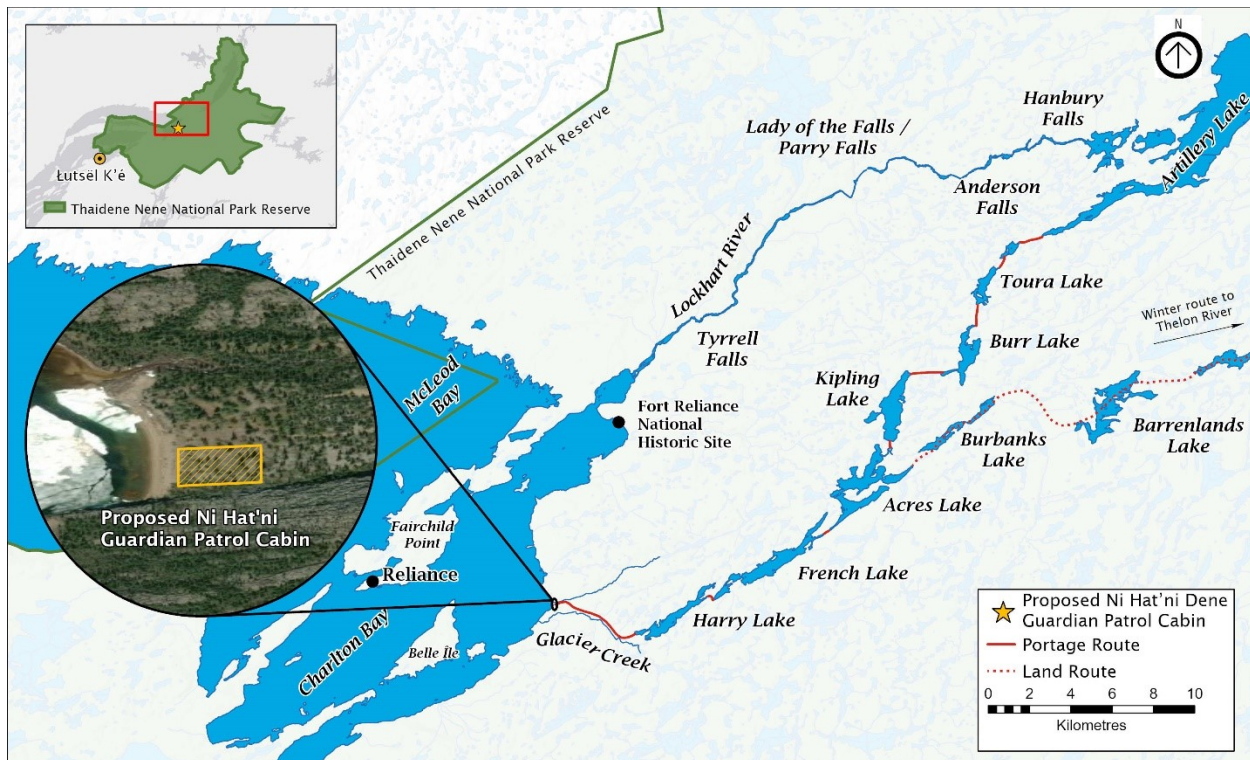 Łutsël K'é
Thaidene Nene National Park Reserve
N
Hanbury
Falls
Lady of the Falls /
Parry Falls
Artillery Lake
Anderson
Falls
Thaidene Nene National Park Reserve
Lockhart River
Toura Lake
Winter route to
Thelon River
Tyrrell
Falls
Burr Lake
McLeod
Bay
Kipling
Lake
Fort Reliance
National
Historic Site
Burbanks
Lake
Barrenlands
Lake
Proposed Ni Hat'ni
Guardian Patrol Cabin
Acres Lake
Fairchild
Point
Reliance
French Lake
Harry Lake
Glacier Creek
Charlton Bay
Belle Île
Proposed Ni Hat'ni Dene
Guardian Patrol Cabin
Portage Route
Land Route
0 2 4 6 8 10
Kilometres